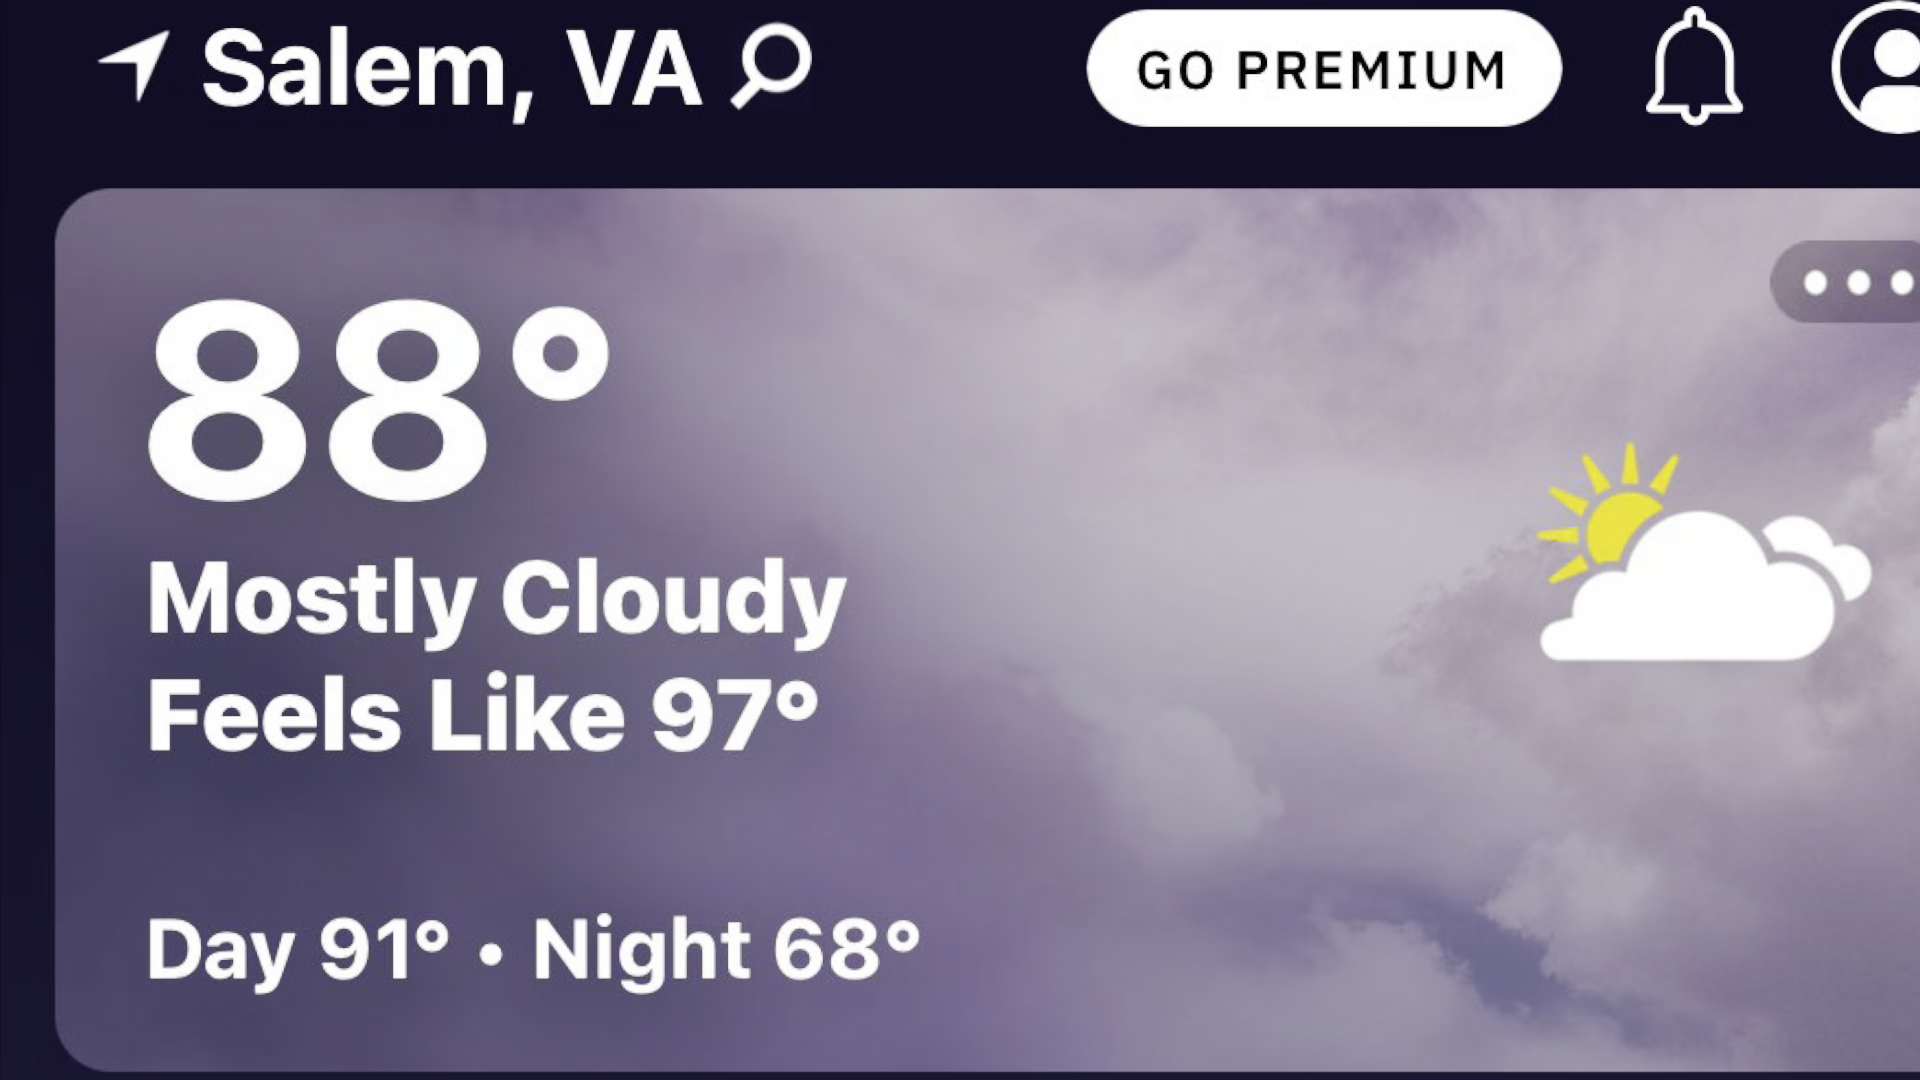 Salem, VA
GO PREMIUM
88°
Mostly Cloudy
Feels Like 97°
Day 91° • Night 68°